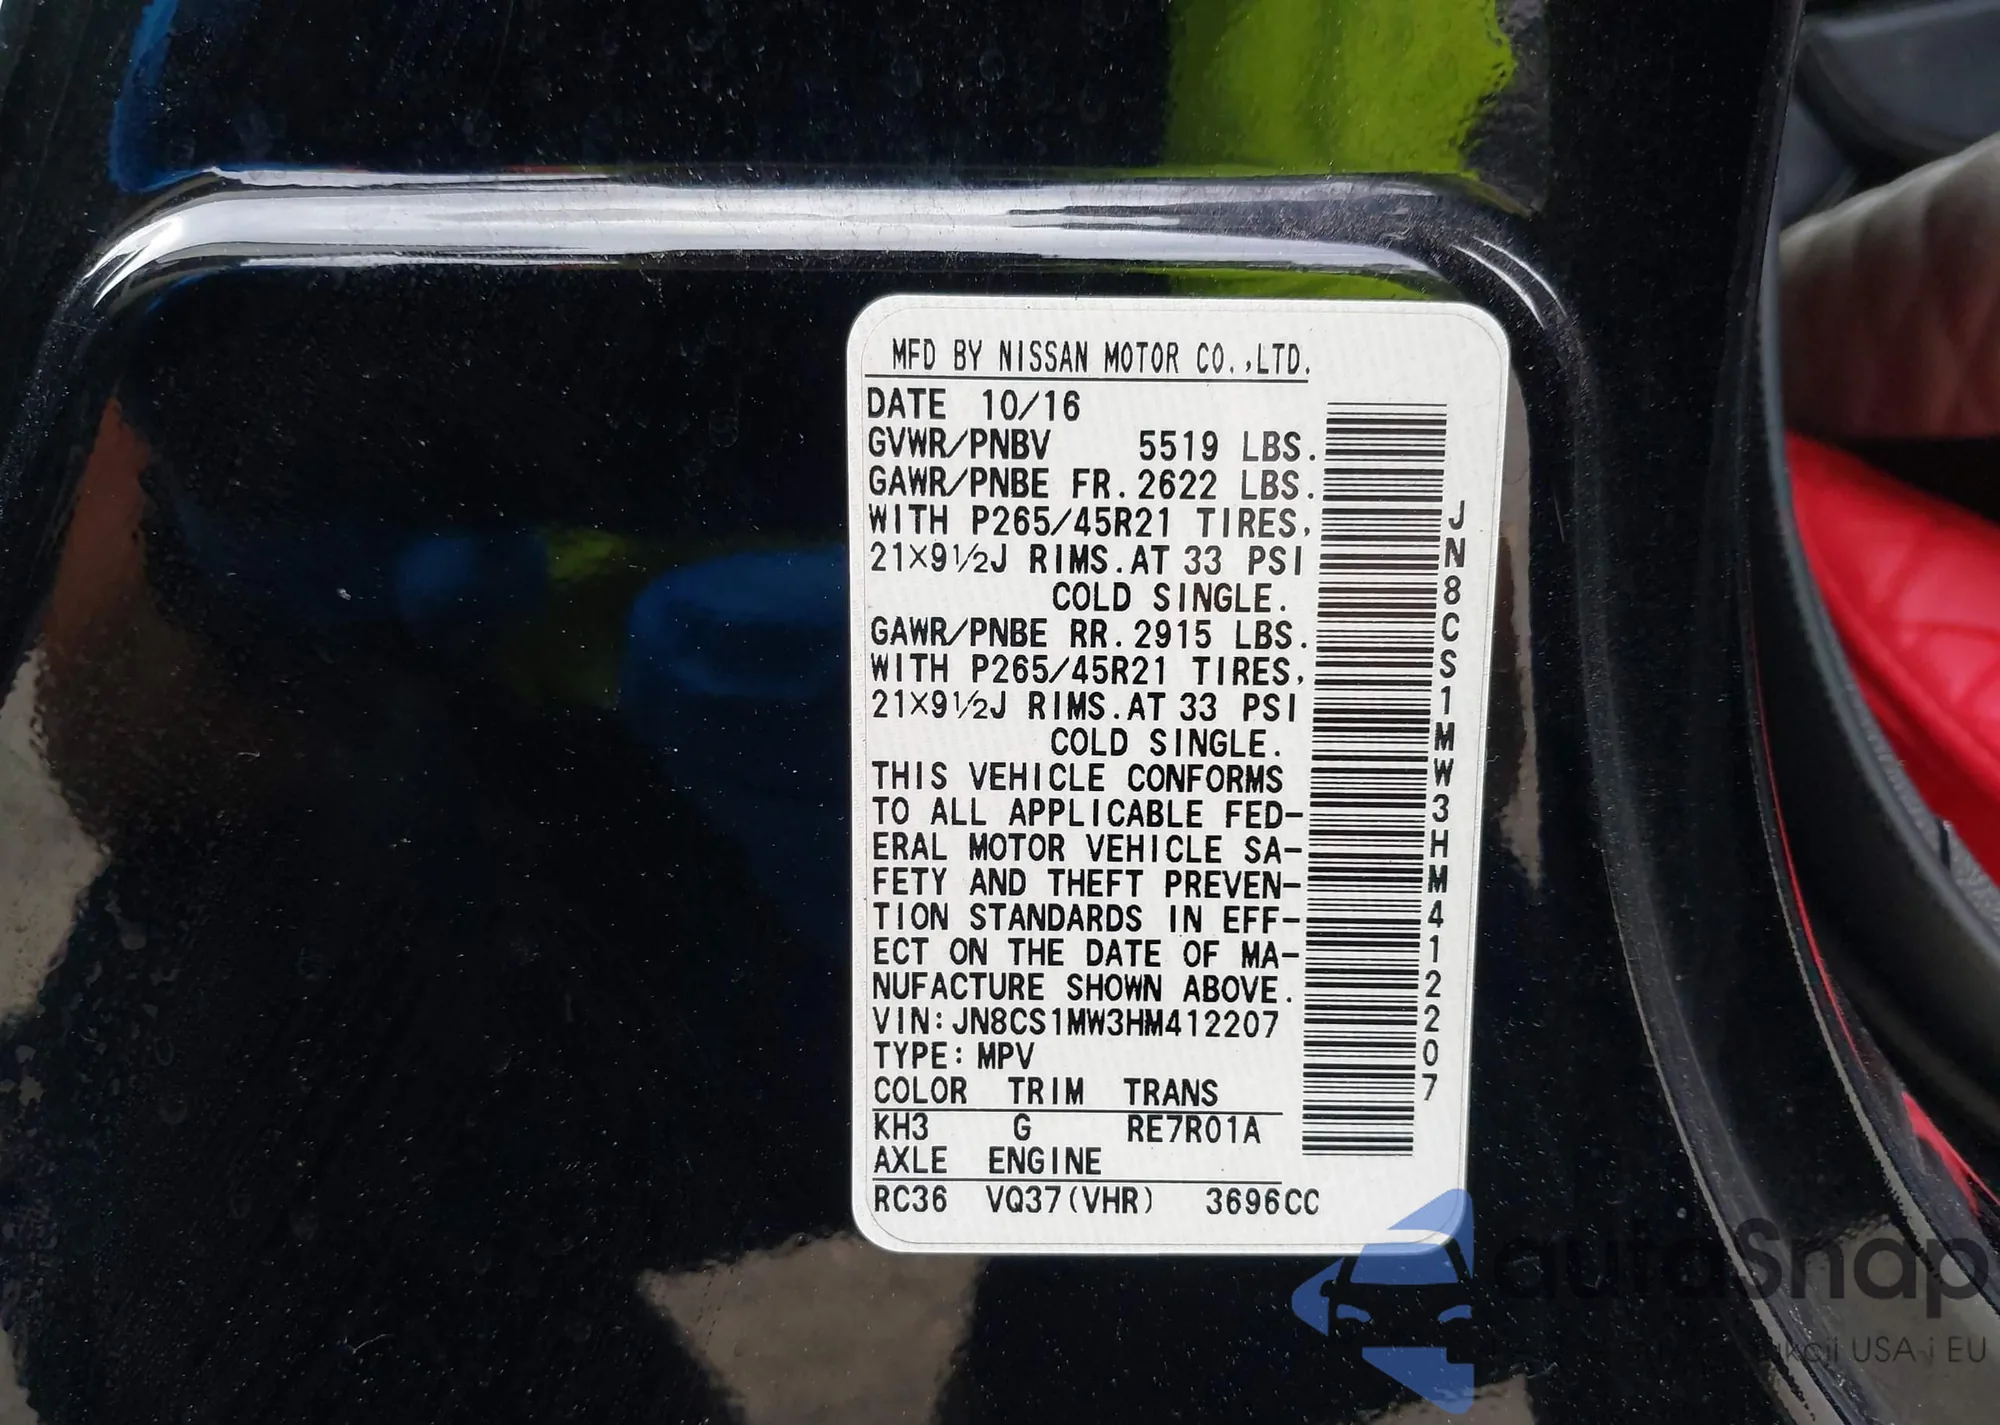 MFD BY NISSAN MOTOR CO.,LTD.
DATE 10/16
GVWR/PNBV 5519 LBS.
GAWR/PNBE FR. 2622 LBS.
WITH P265/45R21 TIRES,
21×9½J RIMS. AT 33 PSI
COLD SINGLE.
GAWR/PNBE RR. 2915 LBS.
WITH P265/45R21 TIRES,
21×9½J RIMS. AT 33 PSI
COLD SINGLE.
THIS VEHICLE CONFORMS
TO ALL APPLICABLE FED-
ERAL MOTOR VEHICLE SA-
FETY AND THEFT PREVEN-
TION STANDARDS IN EFF-
ECT ON THE DATE OF MA-
NUFACTURE SHOWN ABOVE.
VIN: JN8CS1MW3HM412207
TYPE: MPV
COLOR TRIM TRANS
KH3 G RE7R01A
AXLE ENGINE
RC36 VQ37(VHR) 3696CC
JN8CS1MW3HM412207
autoSnap
USA i EU